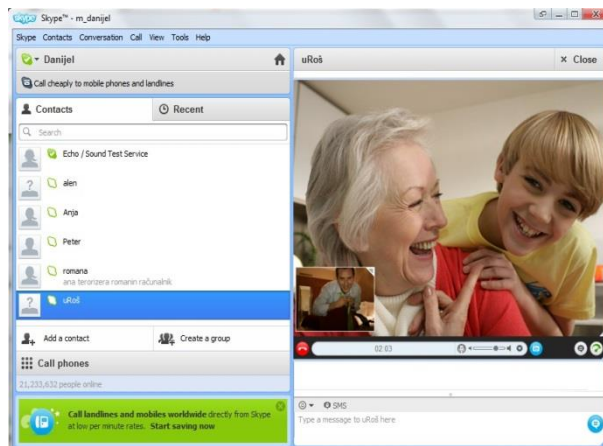 skype Skype™ - m_danijel
Skype Contacts Conversation Call View Tools Help
Danijel
Call cheaply to mobile phones and landlines
Contacts
Recent
Search
Echo / Sound Test Service
alen
Anja
Peter
romana
ana terorizera romanin računalnik
uRoš
Add a contact
Create a group
Call phones
21,233,632 people online
Call landlines and mobiles worldwide directly from Skype
at low per minute rates. Start saving now
uRoš
× Close
02:03
SMS
Type a message to uRoš here